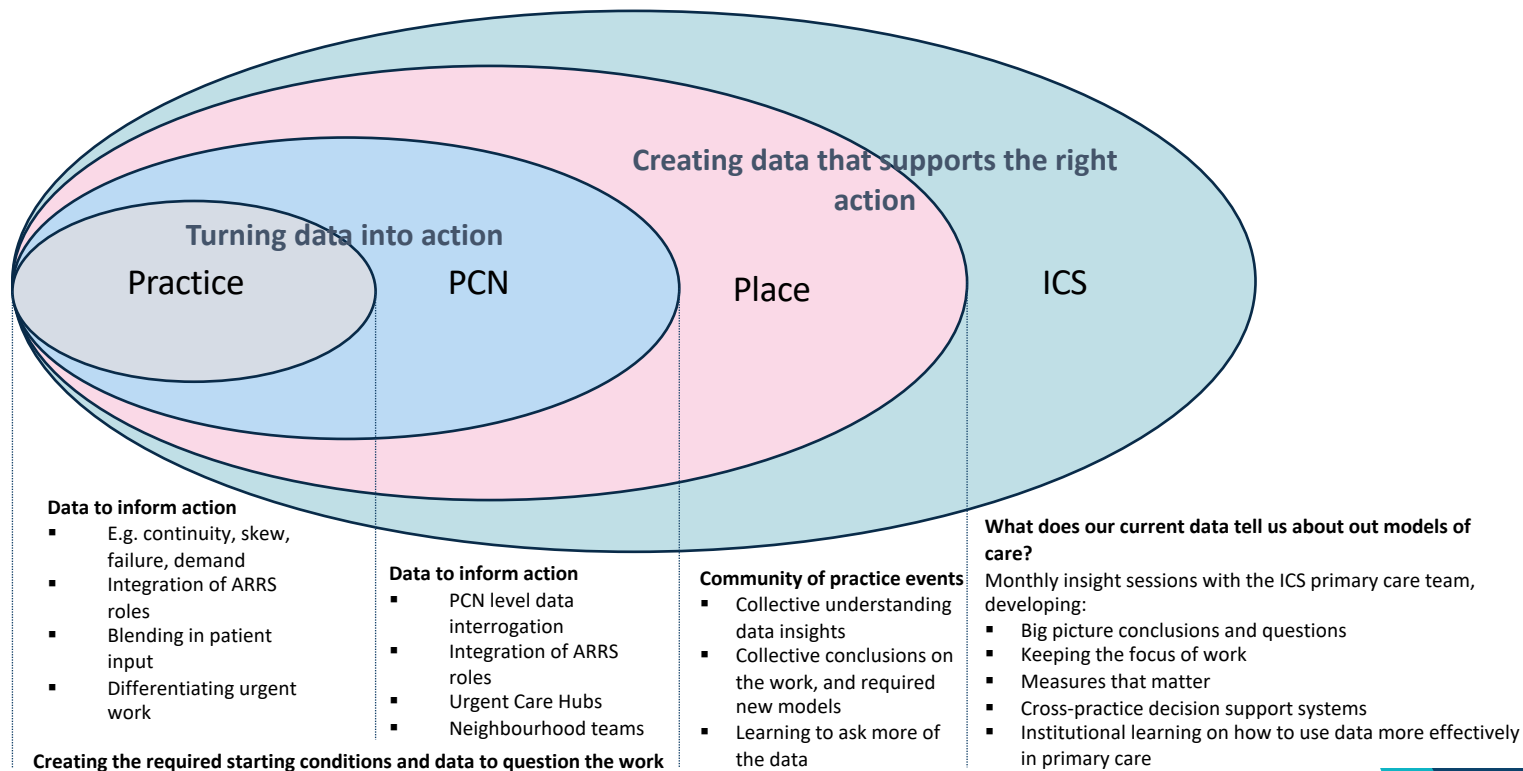 Creating data that supports the right
action
Turning data into action
Practice
PCN
Place
ICS
Data to inform action
▪ E.g. continuity, skew,
failure, demand
▪ Integration of ARRS
roles
▪ Blending in patient
input
▪ Differentiating urgent
work
Data to inform action
▪ PCN level data
interrogation
▪ Integration of ARRS
roles
▪ Urgent Care Hubs
▪ Neighbourhood teams
Creating the required starting conditions and data to question the work
Community of practice events
▪ Collective understanding
data insights
▪ Collective conclusions on
the work, and required
new models
▪ Learning to ask more of
the data
What does our current data tell us about out models of
care?
Monthly insight sessions with the ICS primary care team,
developing:
▪ Big picture conclusions and questions
▪ Keeping the focus of work
▪ Measures that matter
▪ Cross-practice decision support systems
▪ Institutional learning on how to use data more effectively
in primary care